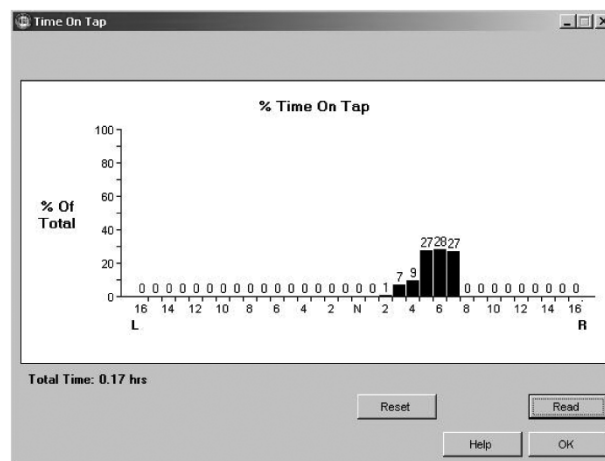 Time On Tap
% Time On Tap
100
80
60
40
20
0
% Of
Total
0 0 0 0 0 0 0 0 0 0 0 0 0 0 0 0 0 0 1 7 9 27 28 27 0 0 0 0 0 0 0 0 0
16 14 12 10 8 6 4 2 N 2 4 6 8 10 12 14 16
L R
Total Time: 0.17 hrs
Reset Read
Help OK